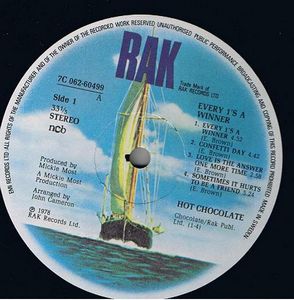 ALL RIGHTS OF THE MANUFACTURER AND OF THE OWNER OF THE RECORDED WORK RESERVED UNAUTHORISED PUBLIC PERFORMANCE BROADCASTING AND COPYING OF THIS RECORD PROHIBITED MADE IN SWEDEN
EMI RECORDS LTD
RAK
Trade Mark of
RAK RECORDS LTD
7C 062-60499
A
Side 1
33⅓
STEREO
ncb
EVERY 1'S A
WINNER
1. EVERY 1'S A
WINNER
(E. Brown)
2. CONFETTI DAY 4.42
(E. Brown)
3. LOVE IS THE ANSWER
ONE MORE TIME
(E. Brown)
4. SOMETIMES IT HURTS
TO BE A FRIEND
(E. Brown)
HOT CHOCOLATE
Chocolate/Rak Publ.
Ltd. (1-4)
Produced by
Mickie Most
A Mickie Most
Production
Arranged by
John Cameron
℗ 1978
RAK Records Ltd.